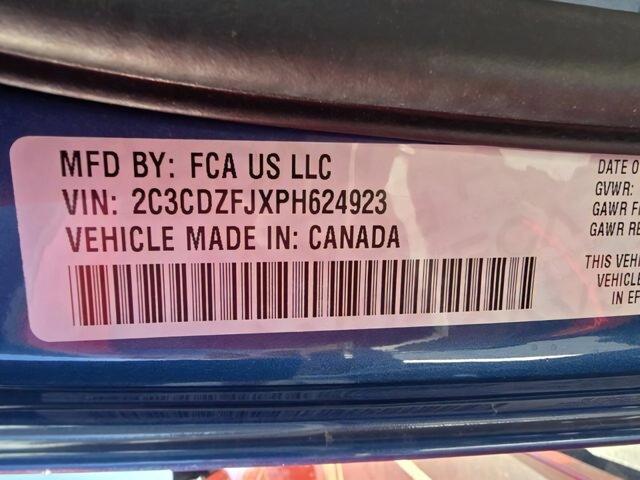 MFD BY: FCA US LLC
VIN: 2C3CDZFJXPH624923
VEHICLE MADE IN: CANADA
DATE O
GVWR:
GAWR F
GAWR RE
THIS VEH
VEHICLE
IN EF